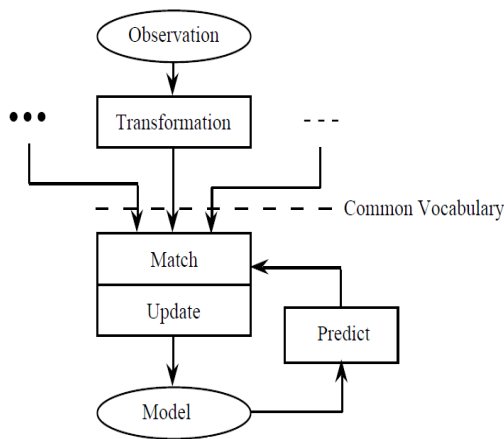 Observation
•••
Transformation
---
Common Vocabulary
Match
Update
Predict
Model